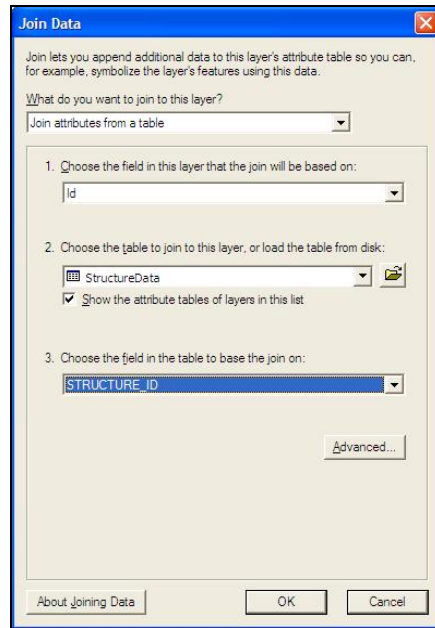 Join Data
Join lets you append additional data to this layer's attribute table so you can,
for example, symbolize the layer's features using this data.
What do you want to join to this layer?
Join attributes from a table
1. Choose the field in this layer that the join will be based on:
Id
2. Choose the table to join to this layer, or load the table from disk:
StructureData
Show the attribute tables of layers in this list
3. Choose the field in the table to base the join on:
STRUCTURE_ID
Advanced...
About Joining Data
OK
Cancel